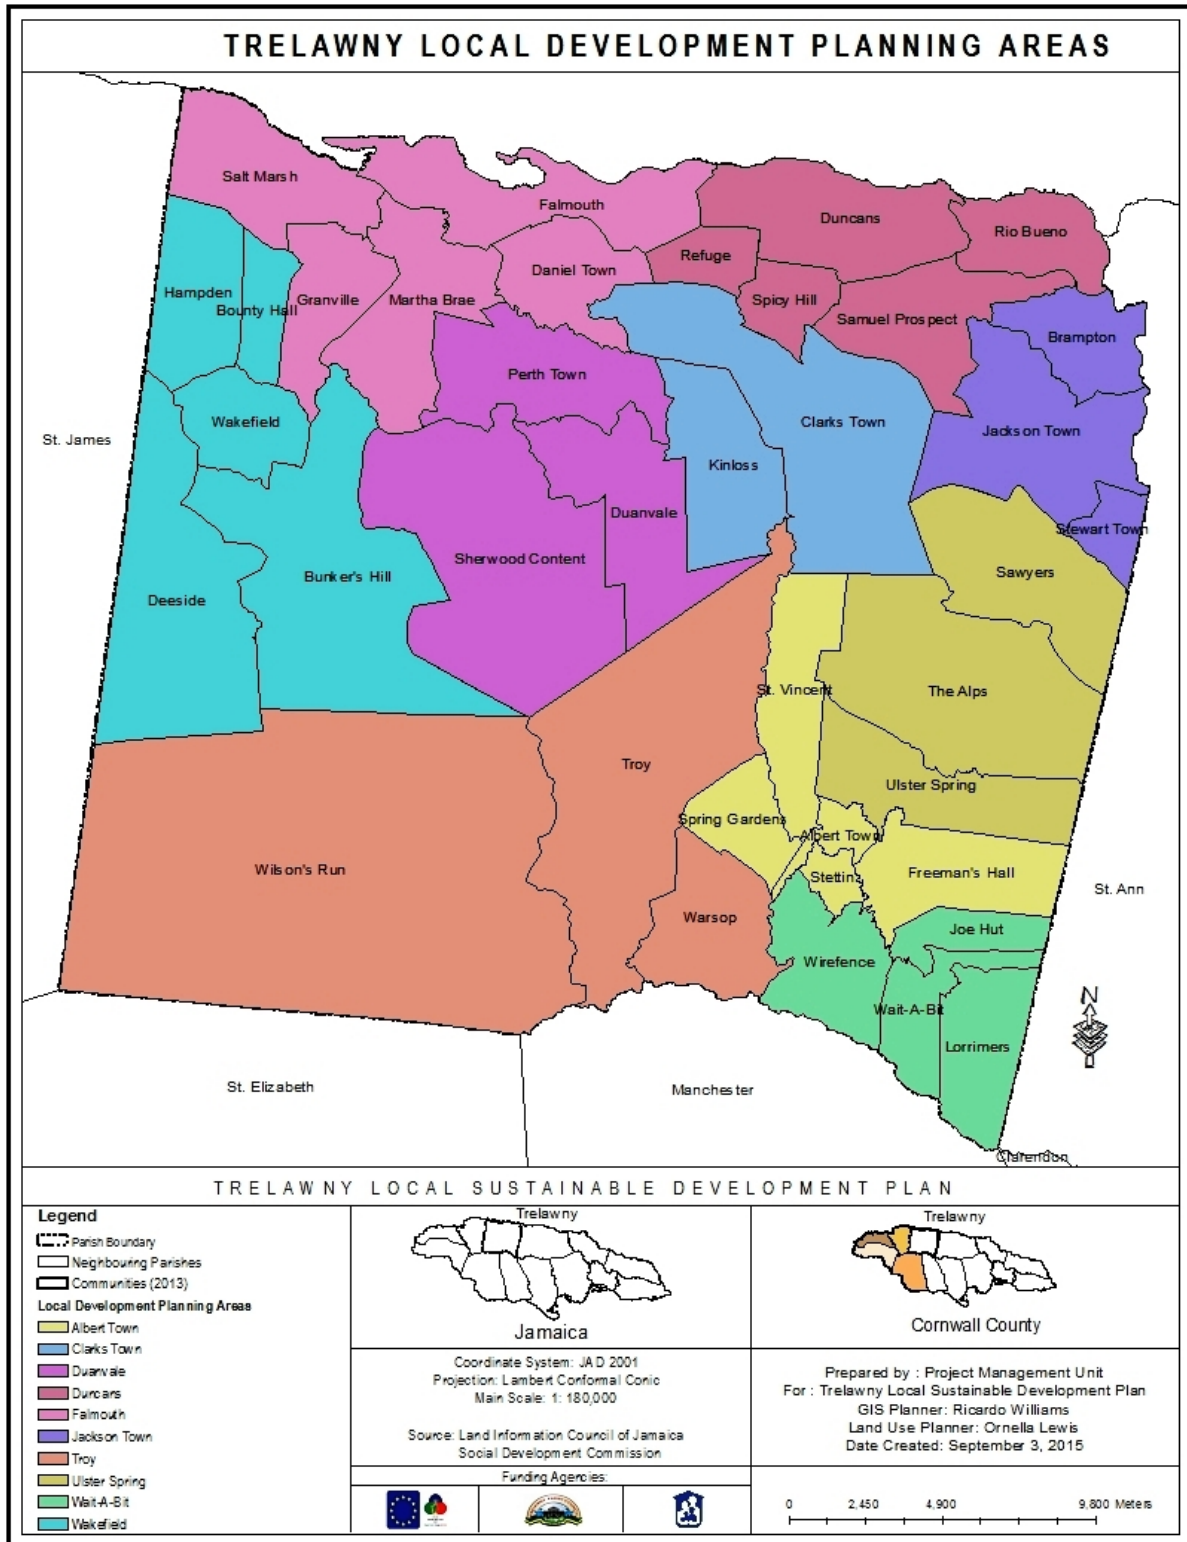 TRELAWNY LOCAL DEVELOPMENT PLANNING AREAS
Salt Marsh
Falmouth
Duncans
Rio Bueno
Refuge
Daniel Town
Hampden
Bounty Hall
Granville
Martha Brae
Spicy Hill
Samuel Prospect
Brampton
Perth Town
Wakefield
Clarks Town
Jackson Town
St. James
Kinloss
Duanvale
Stewart Town
Sherwood Content
Bunker's Hill
Sawyers
Deeside
St. Vincent
The Alps
Troy
Ulster Spring
Spring Gardens
Albert Town
Wilson's Run
Stettin
Freeman's Hall
St. Ann
Warsop
Joe Hut
Wirefence
N
Wait-A-Bit
Lorrimers
St. Elizabeth
Manchester
Clarendon
TRELAWNY LOCAL SUSTAINABLE DEVELOPMENT PLAN
Legend
Parish Boundary
Neighbouring Parishes
Communities (2013)
Local Development Planning Areas
Albert Town
Clarks Town
Duanvale
Duncans
Falmouth
Jackson Town
Troy
Ulster Spring
Wait-A-Bit
Wakefield
Trelawny
Jamaica
Coordinate System: JAD 2001
Projection: Lambert Conformal Conic
Main Scale: 1: 180,000
Source: Land Information Council of Jamaica
Social Development Commission
Funding Agencies:
Trelawny
Cornwall County
Prepared by : Project Management Unit
For : Trelawny Local Sustainable Development Plan
GIS Planner: Ricardo Williams
Land Use Planner: Ornella Lewis
Date Created: September 3, 2015
0 2,450 4,900 9,800 Meters